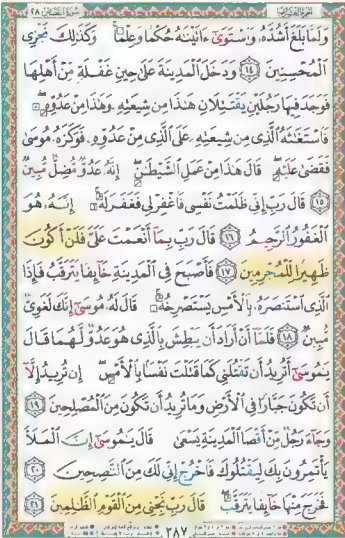 الجزء العشرون سورة القصص ٢٨
وَلَمَّا بَلَغَ أَشُدَّهُۥ وَٱسْتَوَىٰٓ ءَاتَيْنَٰهُ حُكْمًا وَعِلْمًا ۚ وَكَذَٰلِكَ نَجْزِى
ٱلْمُحْسِنِينَ ١٤ وَدَخَلَ ٱلْمَدِينَةَ عَلَىٰ حِينِ غَفْلَةٍ مِّنْ أَهْلِهَا
فَوَجَدَ فِيهَا رَجُلَيْنِ يَقْتَتِلَانِ هَٰذَا مِن شِيعَتِهِۦ وَهَٰذَا مِنْ عَدُوِّهِۦ ۖ
فَٱسْتَغَٰثَهُ ٱلَّذِى مِن شِيعَتِهِۦ عَلَى ٱلَّذِى مِنْ عَدُوِّهِۦ فَوَكَزَهُۥ مُوسَىٰ
فَقَضَىٰ عَلَيْهِ ۖ قَالَ هَٰذَا مِنْ عَمَلِ ٱلشَّيْطَٰنِ ۖ إِنَّهُۥ عَدُوٌّ مُّضِلٌّ مُّبِينٌ
١٥ قَالَ رَبِّ إِنِّى ظَلَمْتُ نَفْسِى فَٱغْفِرْ لِى فَغَفَرَ لَهُۥٓ ۚ إِنَّهُۥ هُوَ
ٱلْغَفُورُ ٱلرَّحِيمُ ١٦ قَالَ رَبِّ بِمَآ أَنْعَمْتَ عَلَىَّ فَلَنْ أَكُونَ
ظَهِيرًا لِّلْمُجْرِمِينَ ١٧ فَأَصْبَحَ فِى ٱلْمَدِينَةِ خَآئِفًا يَتَرَقَّبُ فَإِذَا
ٱلَّذِى ٱسْتَنصَرَهُۥ بِٱلْأَمْسِ يَسْتَصْرِخُهُۥ ۚ قَالَ لَهُۥ مُوسَىٰٓ إِنَّكَ لَغَوِىٌّ
مُّبِينٌ ١٨ فَلَمَّآ أَنْ أَرَادَ أَن يَبْطِشَ بِٱلَّذِى هُوَ عَدُوٌّ لَّهُمَا قَالَ
يَٰمُوسَىٰٓ أَتُرِيدُ أَن تَقْتُلَنِى كَمَا قَتَلْتَ نَفْسًۢا بِٱلْأَمْسِ ۖ إِن تُرِيدُ إِلَّآ
أَن تَكُونَ جَبَّارًا فِى ٱلْأَرْضِ وَمَا تُرِيدُ أَن تَكُونَ مِنَ ٱلْمُصْلِحِينَ ١٩
وَجَآءَ رَجُلٌ مِّنْ أَقْصَا ٱلْمَدِينَةِ يَسْعَىٰ قَالَ يَٰمُوسَىٰٓ إِنَّ ٱلْمَلَأَ
يَأْتَمِرُونَ بِكَ لِيَقْتُلُوكَ فَٱخْرُجْ إِنِّى لَكَ مِنَ ٱلنَّٰصِحِينَ ٢٠
فَخَرَجَ مِنْهَا خَآئِفًا يَتَرَقَّبُ ۖ قَالَ رَبِّ نَجِّنِى مِنَ ٱلْقَوْمِ ٱلظَّٰلِمِينَ ٢١
٣٨٧